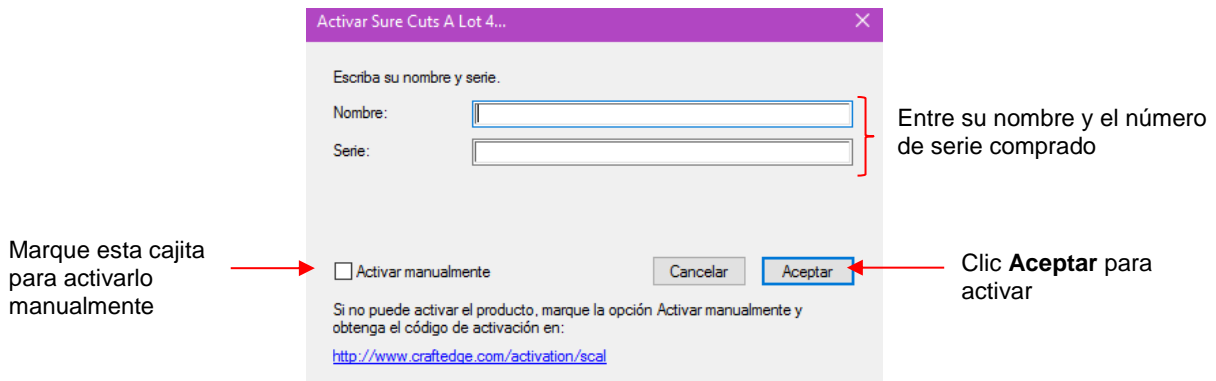 Activar Sure Cuts A Lot 4...
Escriba su nombre y serie.
Nombre:
Serie:
Entre su nombre y el número
de serie comprado
Marque esta cajita
para activarlo
manualmente
Activar manualmente
Cancelar
Aceptar
Clic Aceptar para
activar
Si no puede activar el producto, marque la opción Activar manualmente y
obtenga el código de activación en:
http://www.craftedge.com/activation/scal